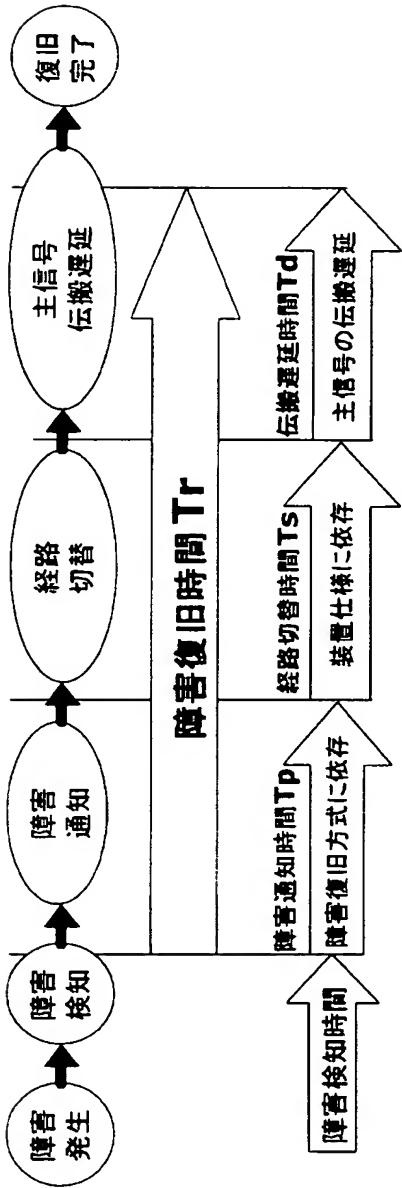 障害
発生
障害
検知
障害
通知
経路
切替
主信号
伝搬遅延
復旧
完了
障害復旧時間Tr
障害検知時間
障害通知時間Tp
障害復旧方式に依存
経路切替時間Ts
装置仕様に依存
伝搬遅延時間Td
主信号の伝搬遅延